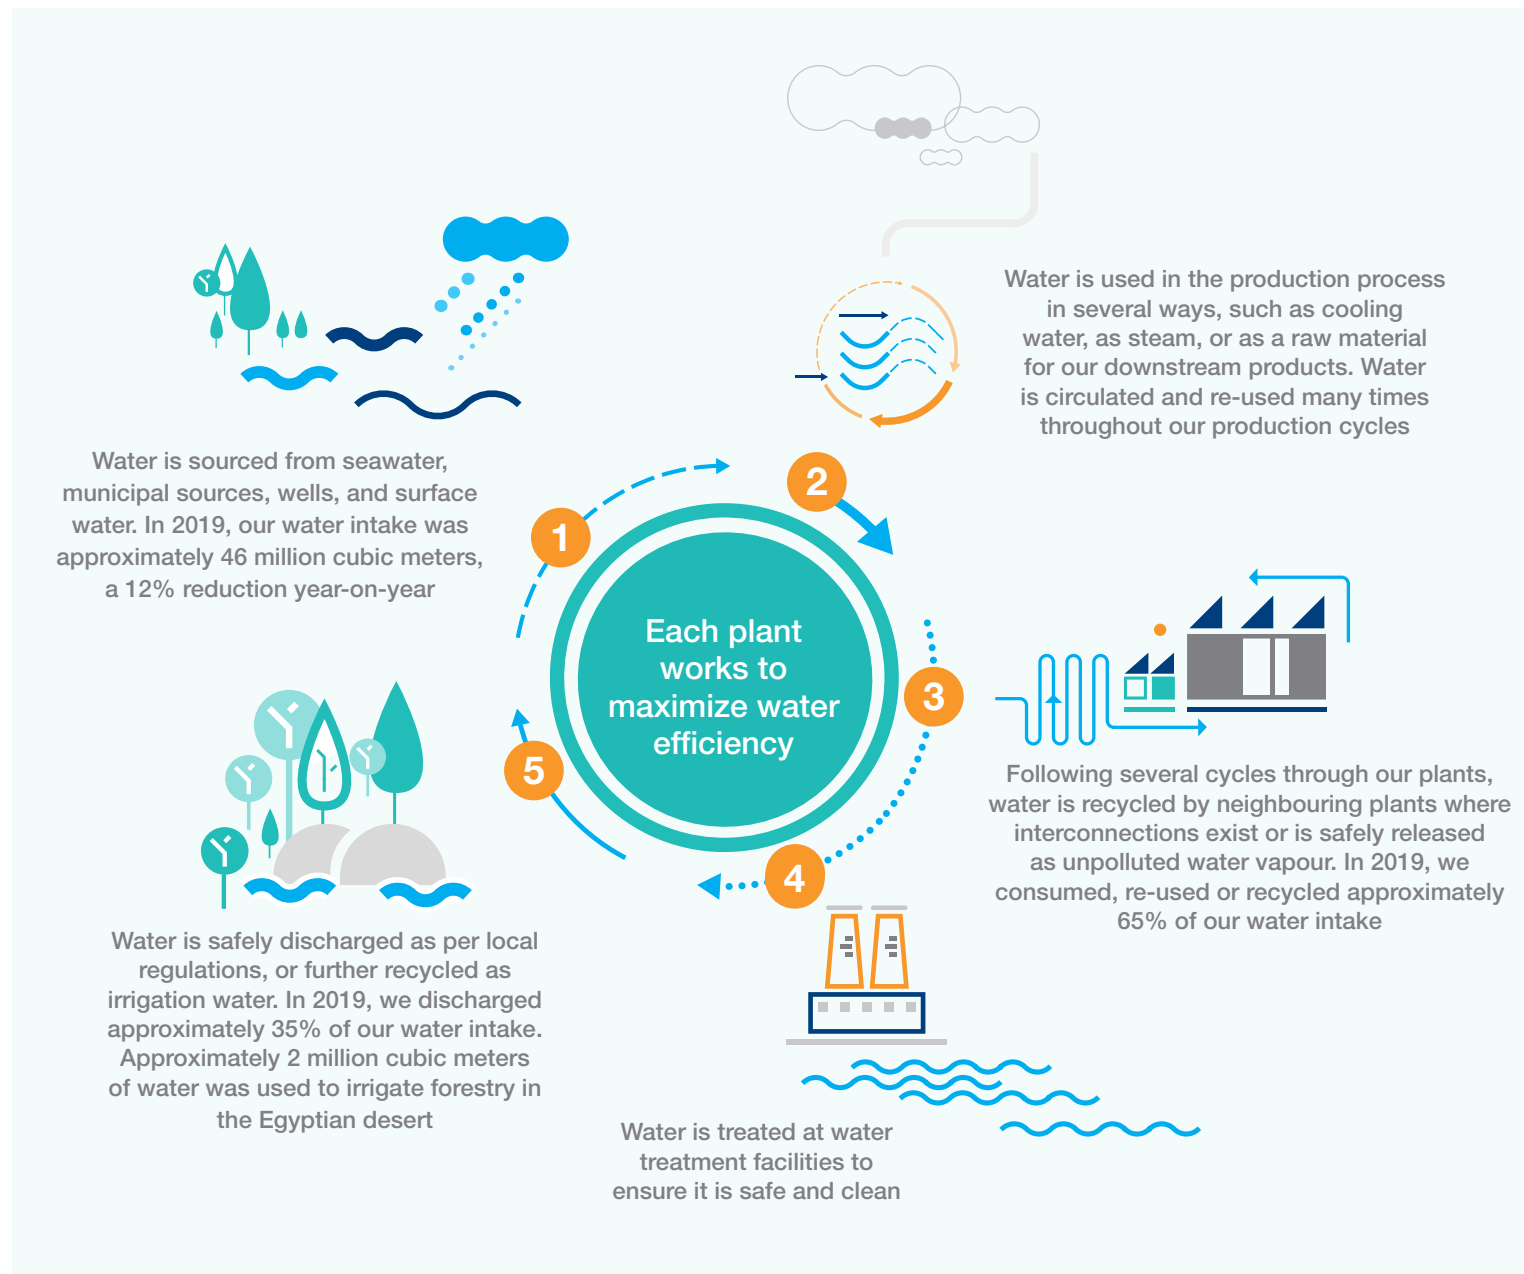 1
Water is sourced from seawater,
municipal sources, wells, and surface
water. In 2019, our water intake was
approximately 46 million cubic meters,
a 12% reduction year-on-year
2
Water is used in the production process
in several ways, such as cooling
water, as steam, or as a raw material
for our downstream products. Water
is circulated and re-used many times
throughout our production cycles
Each plant
works to
maximize water
efficiency
3
Following several cycles through our plants,
water is recycled by neighbouring plants where
interconnections exist or is safely released
as unpolluted water vapour. In 2019, we
consumed, re-used or recycled approximately
65% of our water intake
4
Water is treated at water
treatment facilities to
ensure it is safe and clean
5
Water is safely discharged as per local
regulations, or further recycled as
irrigation water. In 2019, we discharged
approximately 35% of our water intake.
Approximately 2 million cubic meters
of water was used to irrigate forestry in
the Egyptian desert